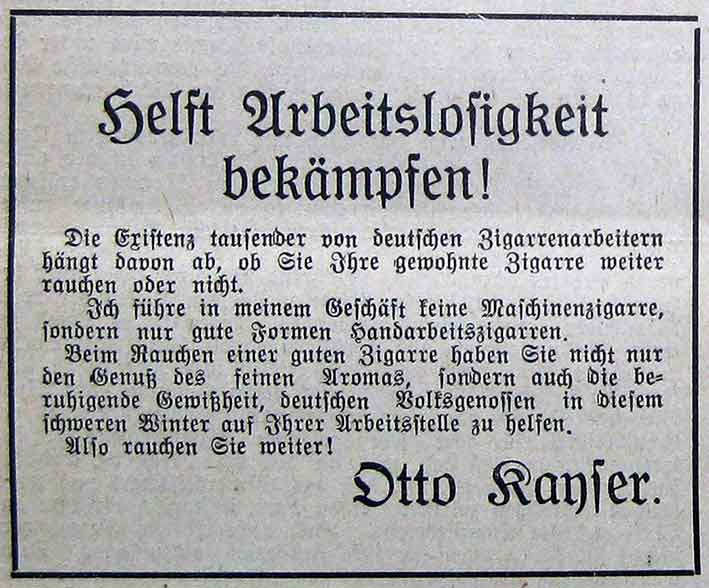 Helft Arbeitslosigkeit
bekämpfen!
Die Existenz tausender von deutschen Zigarrenarbeitern
hängt davon ab, ob Sie Ihre gewohnte Zigarre weiter
rauchen oder nicht.
Ich führe in meinem Geschäft keine Maschinenzigarre,
sondern nur gute Formen Handarbeitszigarren.
Beim Rauchen einer guten Zigarre haben Sie nicht nur
den Genuß des feinen Aromas, sondern auch die be-
ruhigende Gewißheit, deutschen Volksgenossen in diesem
schweren Winter auf Ihrer Arbeitsstelle zu helfen.
Also rauchen Sie weiter!
Otto Kayser.